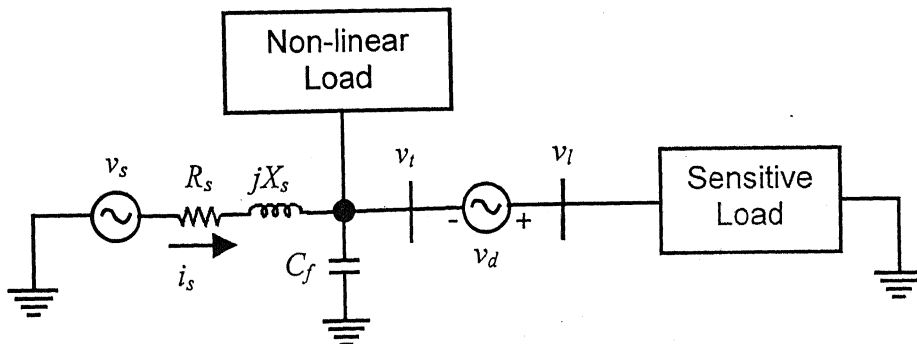 Non-linear
Load
v_s
R_s
jX_s
v_t
v_l
Sensitive
Load
i_s
C_f
-
+
v_d